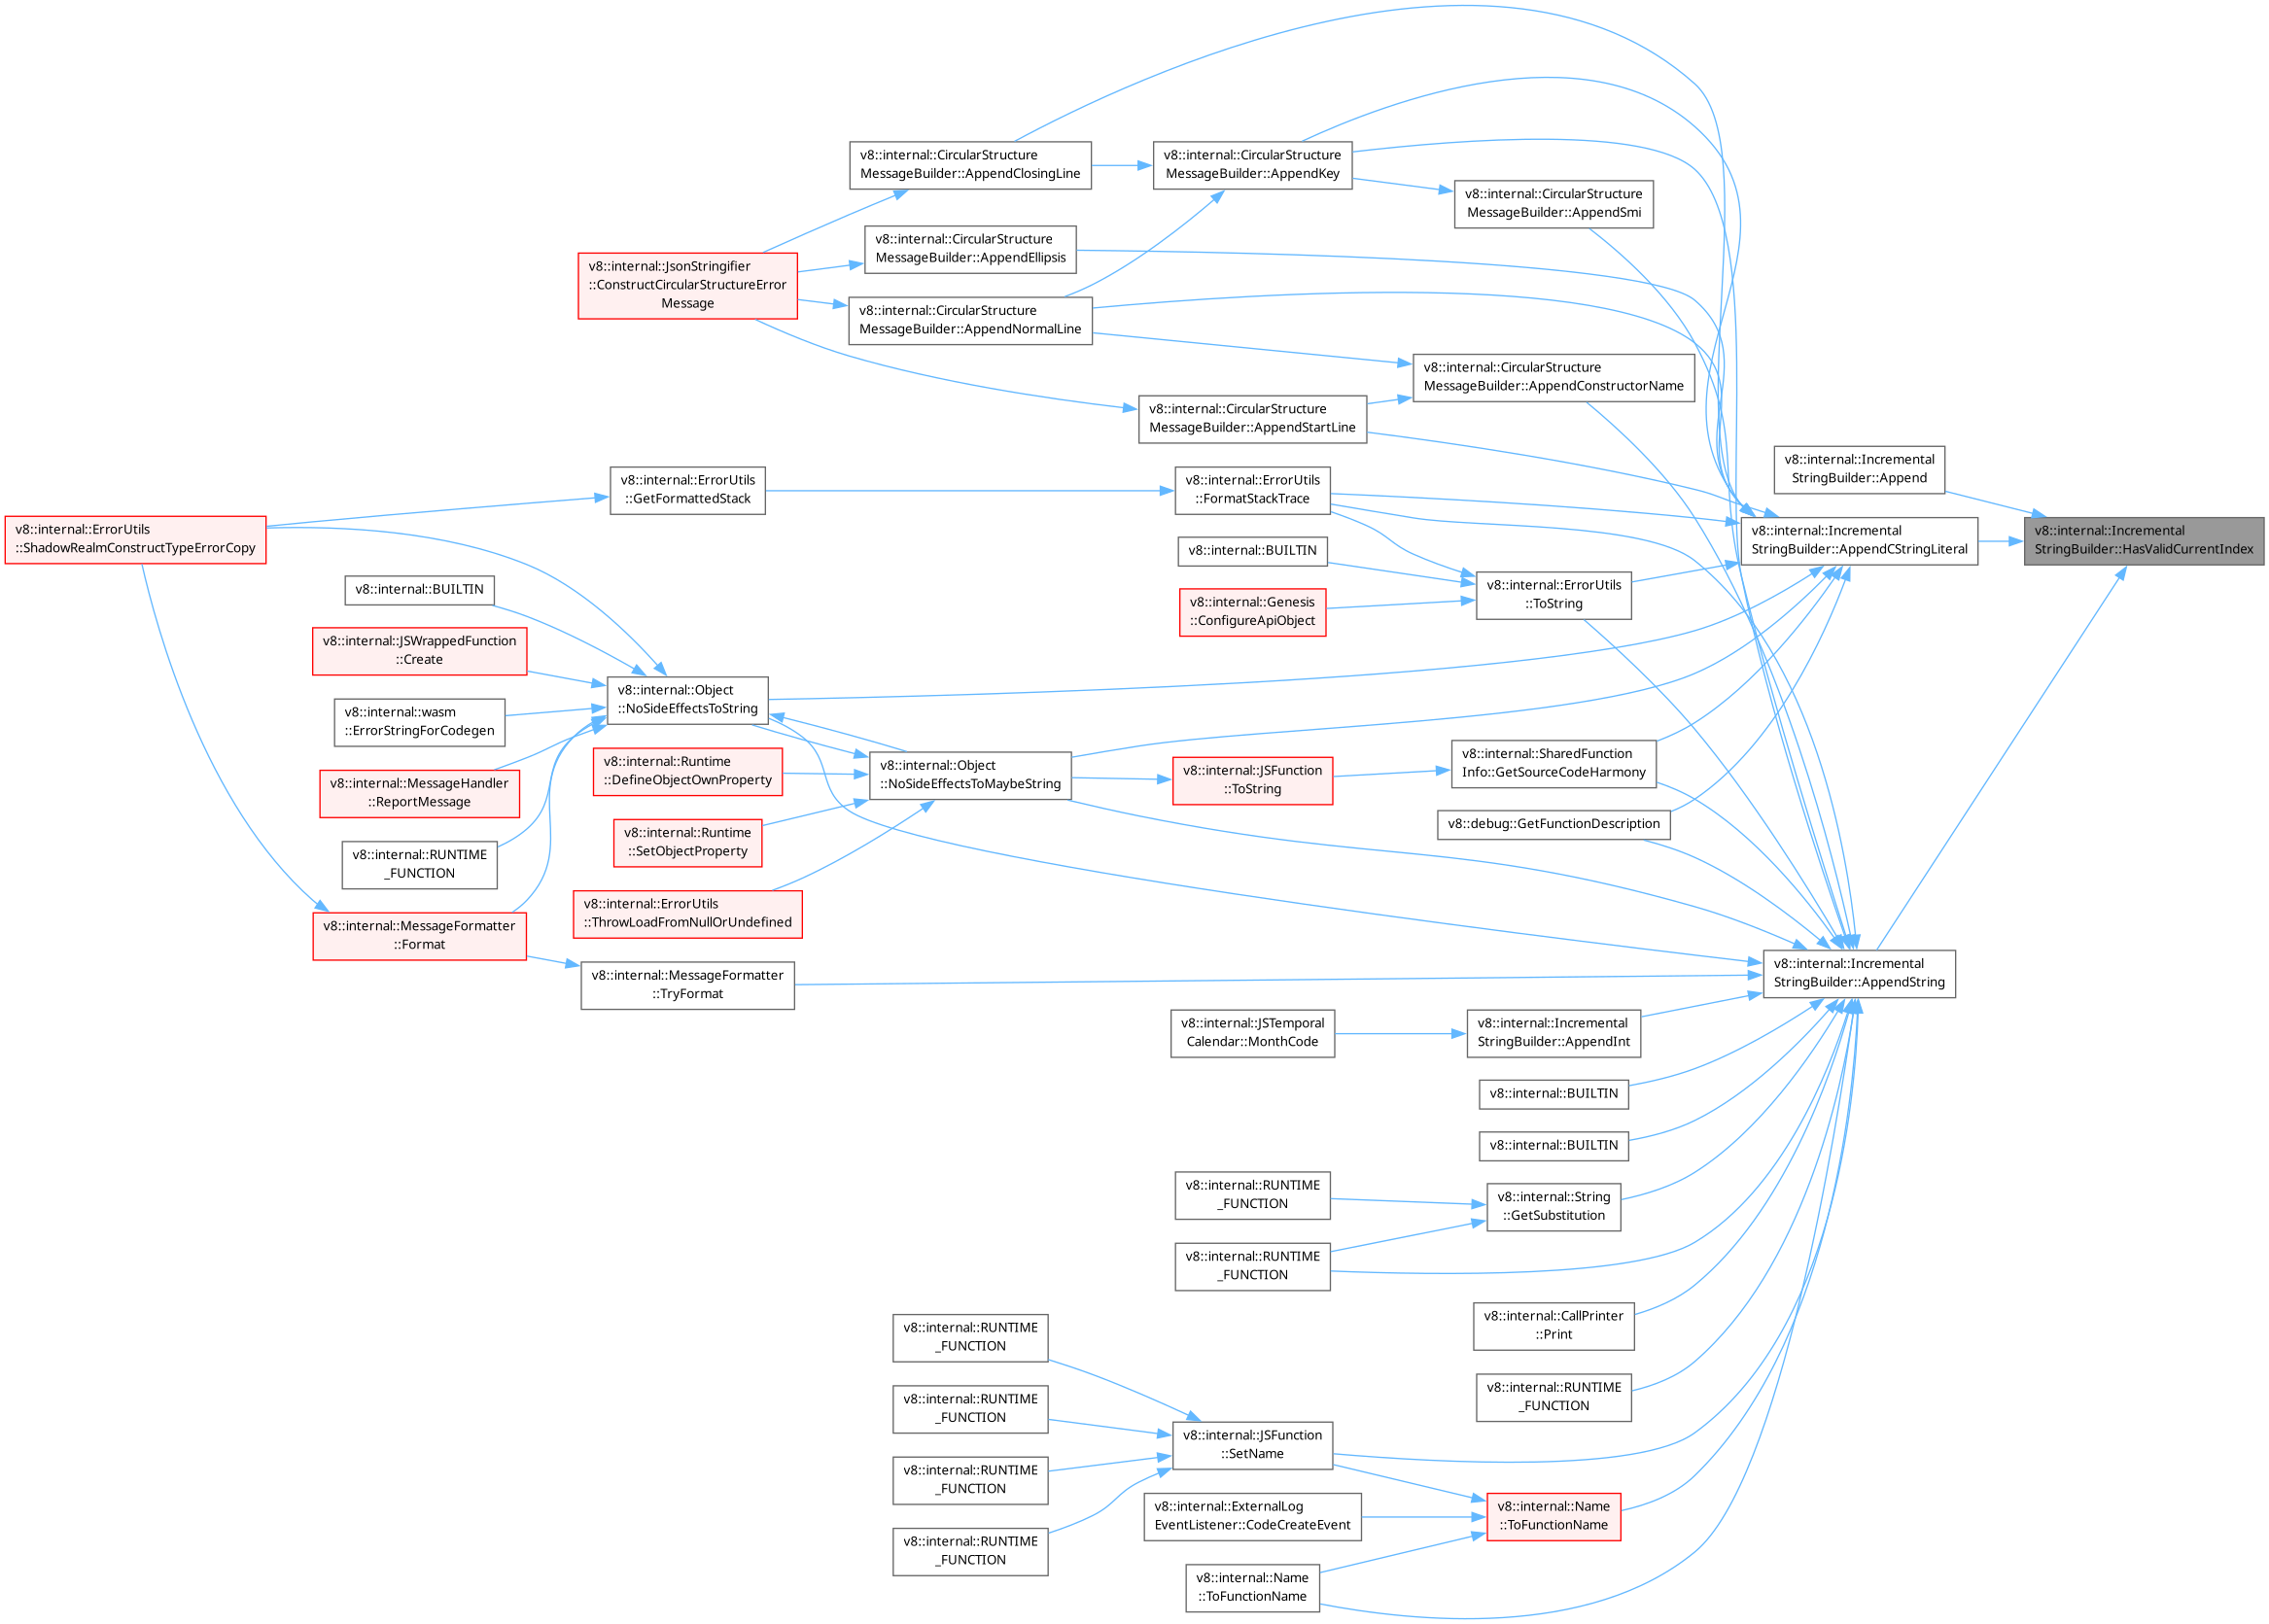 v8::internal::CircularStructure
MessageBuilder::AppendClosingLine
v8::internal::CircularStructure
MessageBuilder::AppendKey
v8::internal::CircularStructure
MessageBuilder::AppendSmi
v8::internal::CircularStructure
MessageBuilder::AppendEllipsis
v8::internal::JsonStringifier
::ConstructCircularStructureError
Message
v8::internal::CircularStructure
MessageBuilder::AppendNormalLine
v8::internal::CircularStructure
MessageBuilder::AppendConstructorName
v8::internal::CircularStructure
MessageBuilder::AppendStartLine
v8::internal::Incremental
StringBuilder::Append
v8::internal::ErrorUtils
::GetFormattedStack
v8::internal::ErrorUtils
::FormatStackTrace
v8::internal::ErrorUtils
::ShadowRealmConstructTypeErrorCopy
v8::internal::Incremental
StringBuilder::AppendCStringLiteral
v8::internal::Incremental
StringBuilder::HasValidCurrentIndex
v8::internal::BUILTIN
v8::internal::ErrorUtils
::ToString
v8::internal::BUILTIN
v8::internal::Genesis
::ConfigureApiObject
v8::internal::JSWrappedFunction
::Create
v8::internal::Object
::NoSideEffectsToString
v8::internal::wasm
::ErrorStringForCodegen
v8::internal::Runtime
::DefineObjectOwnProperty
v8::internal::Object
::NoSideEffectsToMaybeString
v8::internal::JSFunction
::ToString
v8::internal::SharedFunction
Info::GetSourceCodeHarmony
v8::internal::MessageHandler
::ReportMessage
v8::debug::GetFunctionDescription
v8::internal::Runtime
::SetObjectProperty
v8::internal::RUNTIME
_FUNCTION
v8::internal::ErrorUtils
::ThrowLoadFromNullOrUndefined
v8::internal::MessageFormatter
::Format
v8::internal::MessageFormatter
::TryFormat
v8::internal::Incremental
StringBuilder::AppendString
v8::internal::JSTemporal
Calendar::MonthCode
v8::internal::Incremental
StringBuilder::AppendInt
v8::internal::BUILTIN
v8::internal::BUILTIN
v8::internal::RUNTIME
_FUNCTION
v8::internal::String
::GetSubstitution
v8::internal::RUNTIME
_FUNCTION
v8::internal::CallPrinter
::Print
v8::internal::RUNTIME
_FUNCTION
v8::internal::RUNTIME
_FUNCTION
v8::internal::RUNTIME
_FUNCTION
v8::internal::JSFunction
::SetName
v8::internal::RUNTIME
_FUNCTION
v8::internal::ExternalLog
EventListener::CodeCreateEvent
v8::internal::Name
::ToFunctionName
v8::internal::RUNTIME
_FUNCTION
v8::internal::Name
::ToFunctionName